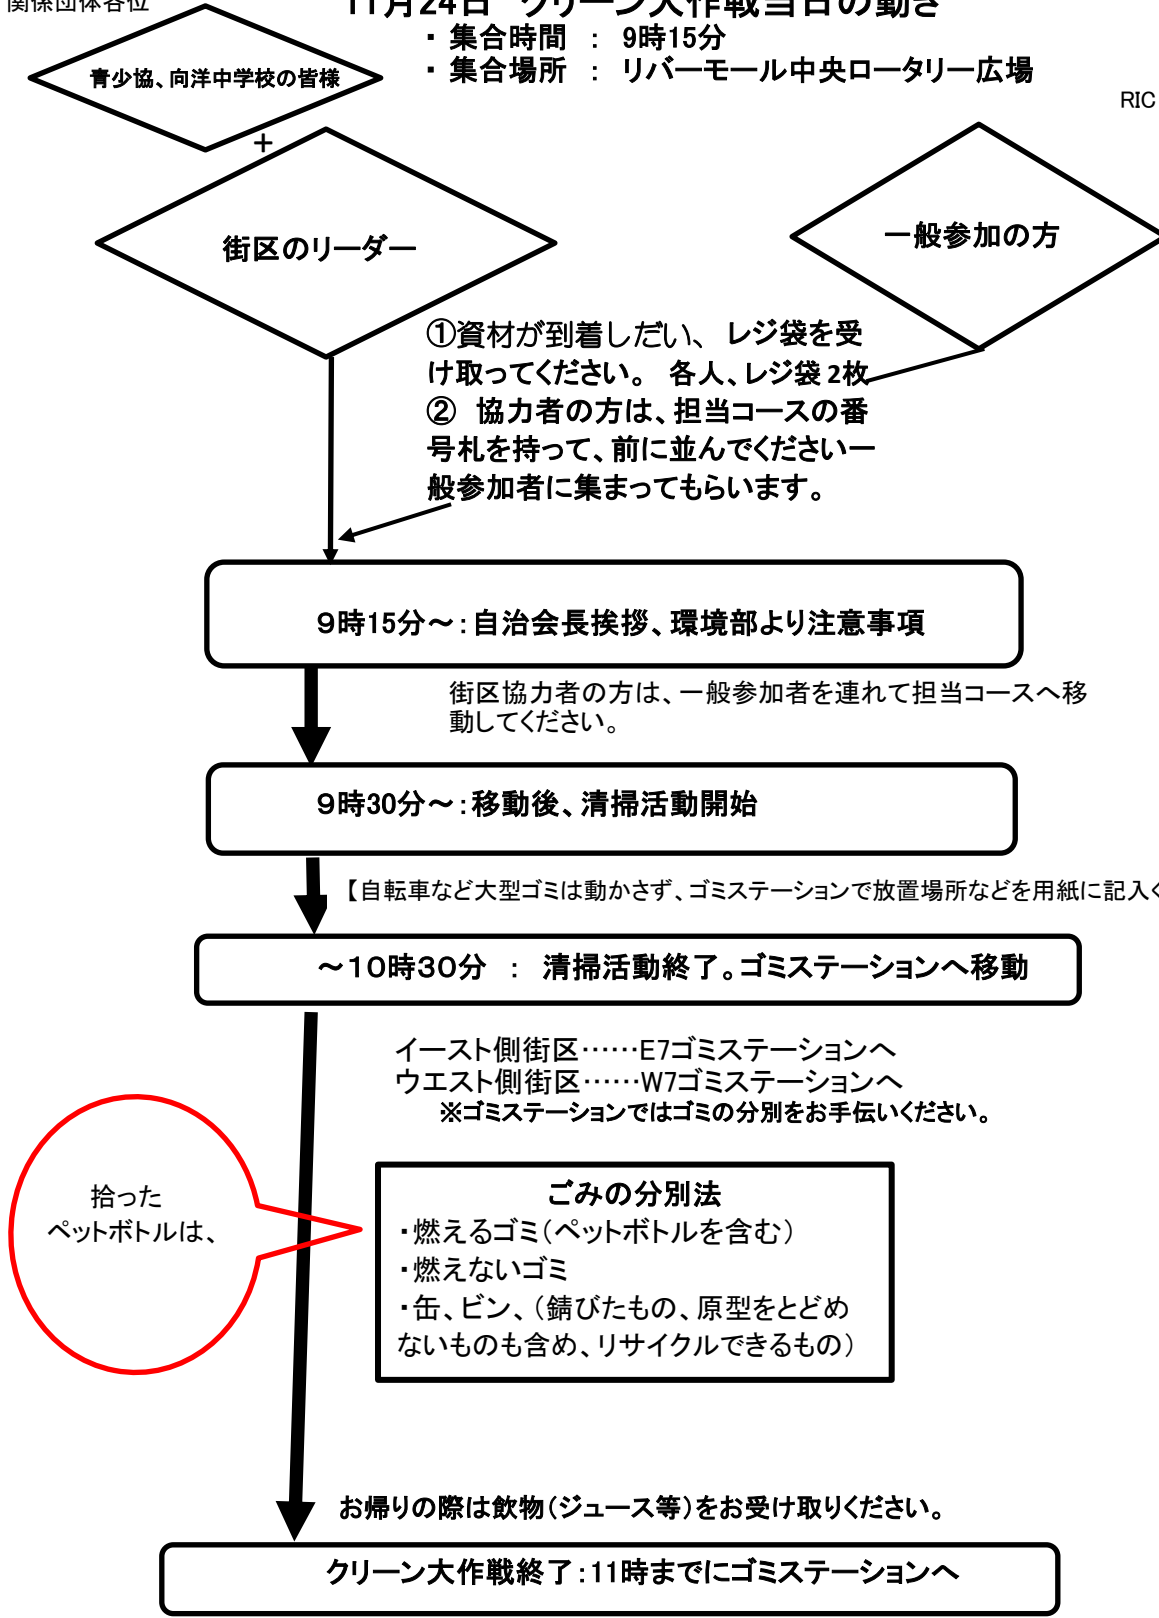 関係団体各位
11月24日 クリーン大作戦当日の動き
・ 集合時間 ： 9時15分
・ 集合場所 ： リバーモール中央ロータリー広場
青少協、向洋中学校の皆様
RIC
＋
街区のリーダー
一般参加の方
①資材が到着しだい、 レジ袋を受
け取ってください。 各人、レジ袋 2枚
② 協力者の方は、担当コースの番
号札を持って、前に並んでください一
般参加者に集まってもらいます。
９時15分～：自治会長挨拶、環境部より注意事項
街区協力者の方は、一般参加者を連れて担当コースへ移
動してください。
９時30分～：移動後、清掃活動開始
【自転車など大型ゴミは動かさず、ゴミステーションで放置場所などを用紙に記入く
～１０時３０分 ： 清掃活動終了。ゴミステーションへ移動
イースト側街区……E7ゴミステーションへ
ウエスト側街区……W7ゴミステーションへ
※ゴミステーションではゴミの分別をお手伝いください。
拾った
ペットボトルは、
ごみの分別法
・燃えるゴミ（ペットボトルを含む）
・燃えないゴミ
・缶、ビン、（錆びたもの、原型をとどめ
ないものも含め、リサイクルできるもの）
お帰りの際は飲物（ジュース等）をお受け取りください。
クリーン大作戦終了：11時までにゴミステーションへ